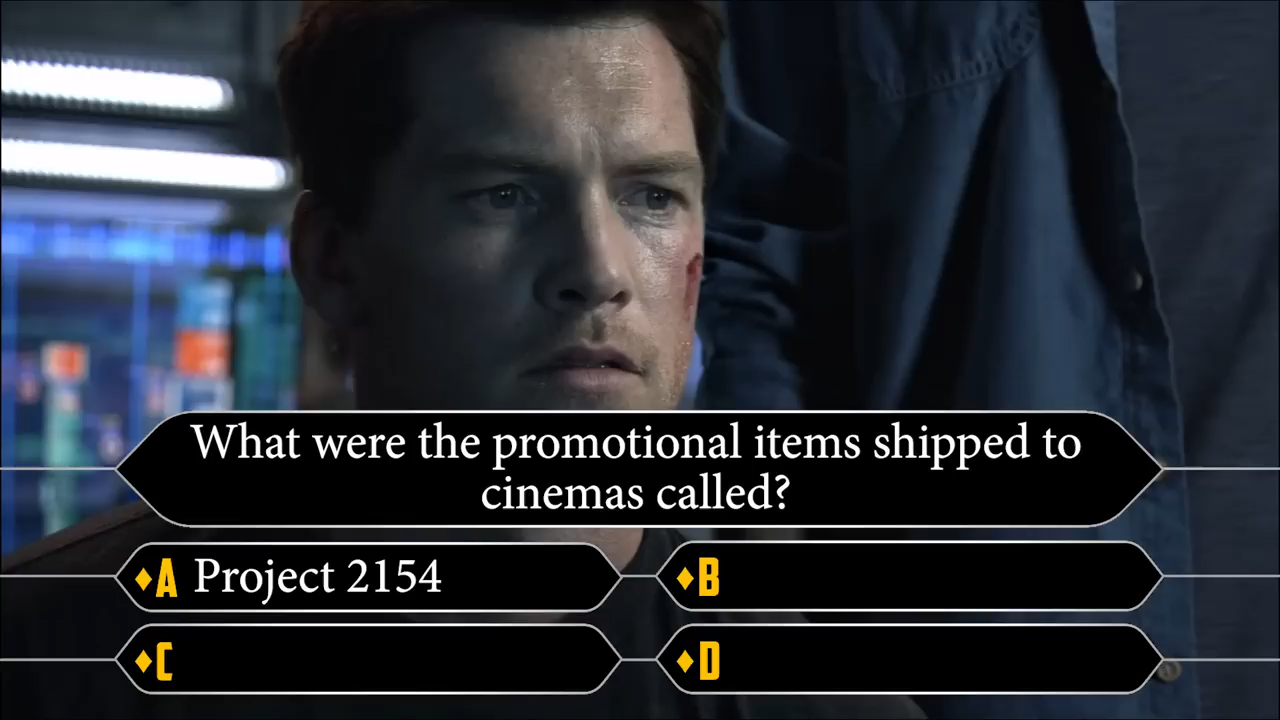 What were the promotional items shipped to
cinemas called?
A Project 2154
B
C
D